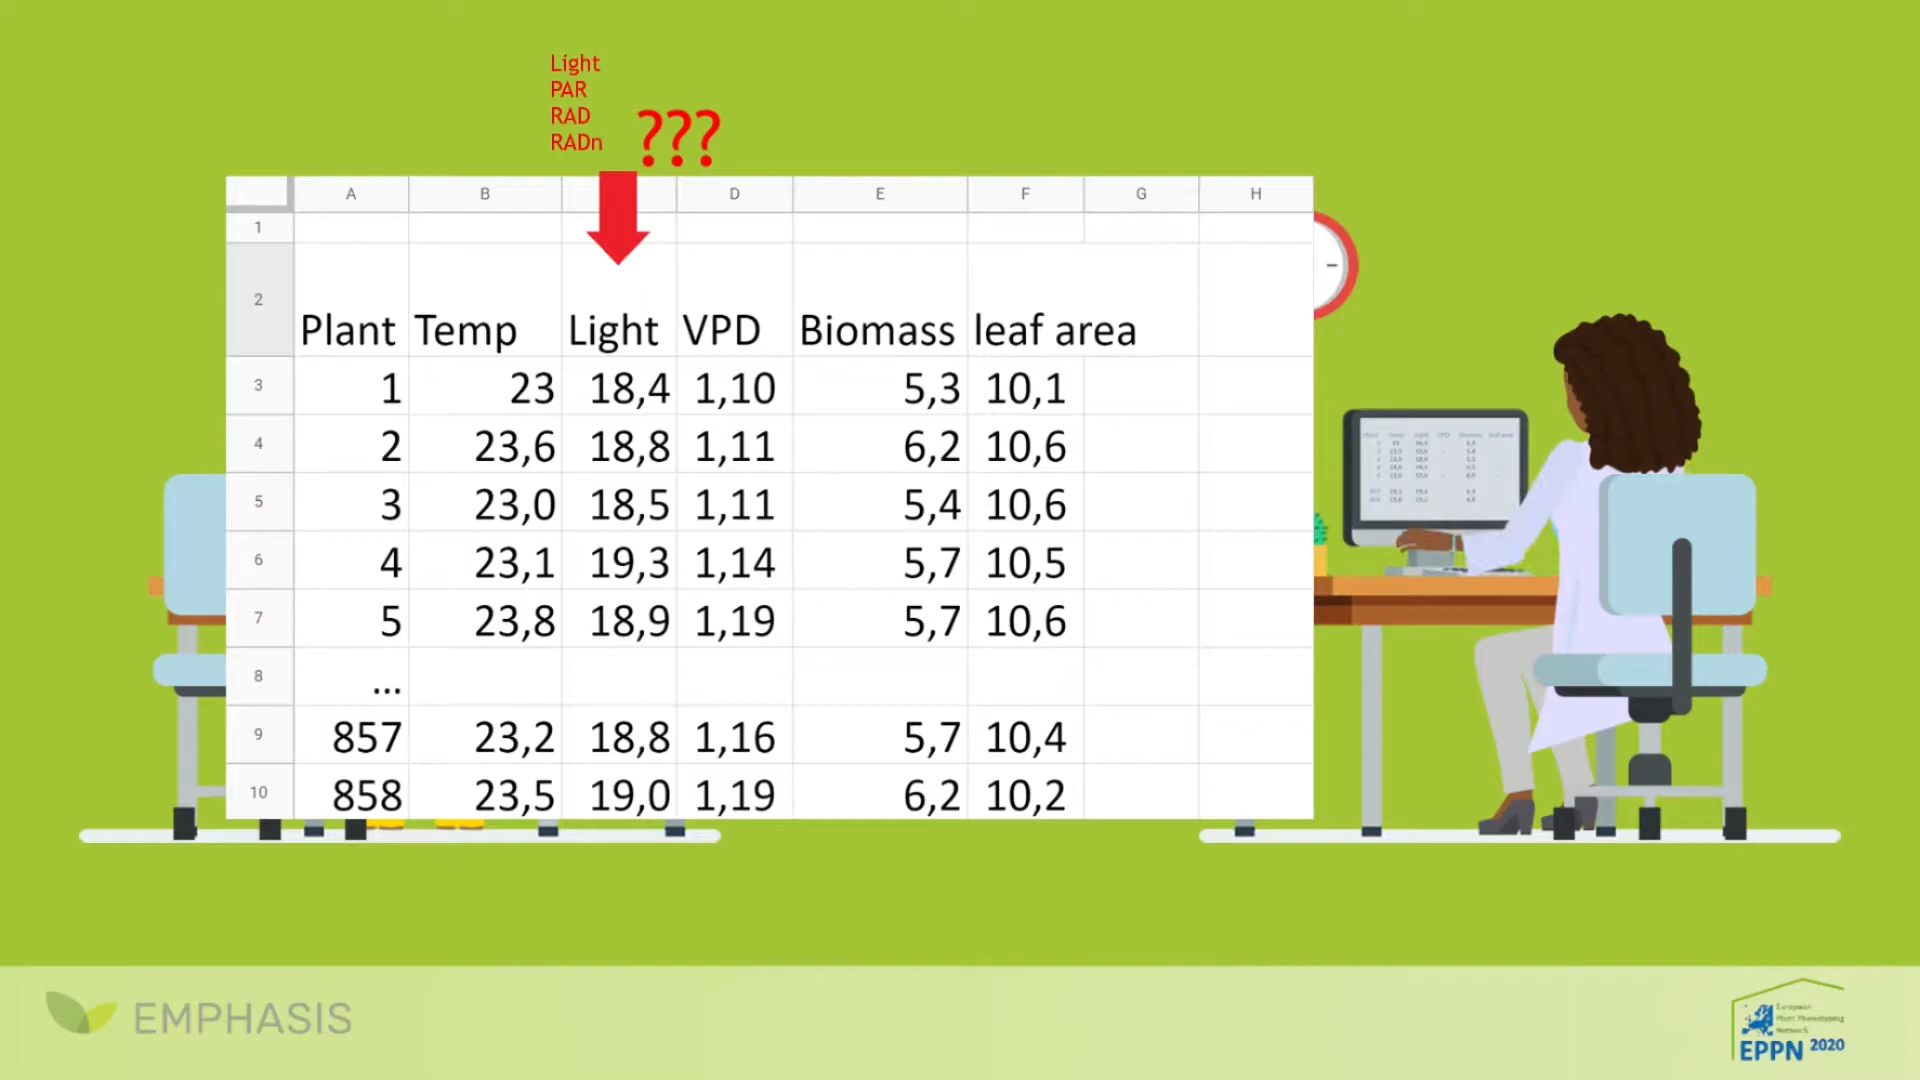 Light
PAR
RAD
RADn
???
A B D E F G H
1
2 Plant Temp Light VPD Biomass leaf area
3 1 23 18,4 1,10 5,3 10,1
4 2 23,6 18,8 1,11 6,2 10,6
5 3 23,0 18,5 1,11 5,4 10,6
6 4 23,1 19,3 1,14 5,7 10,5
7 5 23,8 18,9 1,19 5,7 10,6
8 ...
9 857 23,2 18,8 1,16 5,7 10,4
10 858 23,5 19,0 1,19 6,2 10,2
EMPHASIS
European
Plant Phenotyping
Network
EPPN 2020